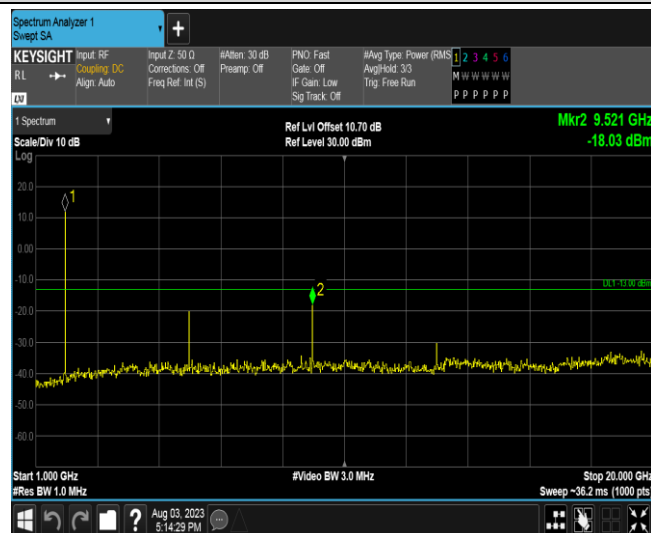 Spectrum Analyzer 1
Swept SA
+
KEYSIGHT Input: RF Input Z: 50 Ω #Atten: 30 dB PNO: Fast #Avg Type: Power (RMS 1 2 3 4 5 6
RL Coupling: DC Corrections: Off Preamp: Off Gate: Off Avg|Hold: 3/3 M W W W W W
Align: Auto Freq Ref: Int (S) IF Gain: Low Trig: Free Run
Sig Track: Off P P P P P P
1 Spectrum Ref Lvl Offset 10.70 dB Mkr2 9.521 GHz
Scale/Div 10 dB Ref Level 30.00 dBm -18.03 dBm
Log
20.0
1
10.0
0.00
-10.0
DL1 -13.00 dBm
2
-20.0
-30.0
-40.0
-50.0
-60.0
Start 1.000 GHz #Video BW 3.0 MHz Stop 20.000 GHz
#Res BW 1.0 MHz Sweep ~36.2 ms (1000 pts)
? Aug 03, 2023
5:14:29 PM